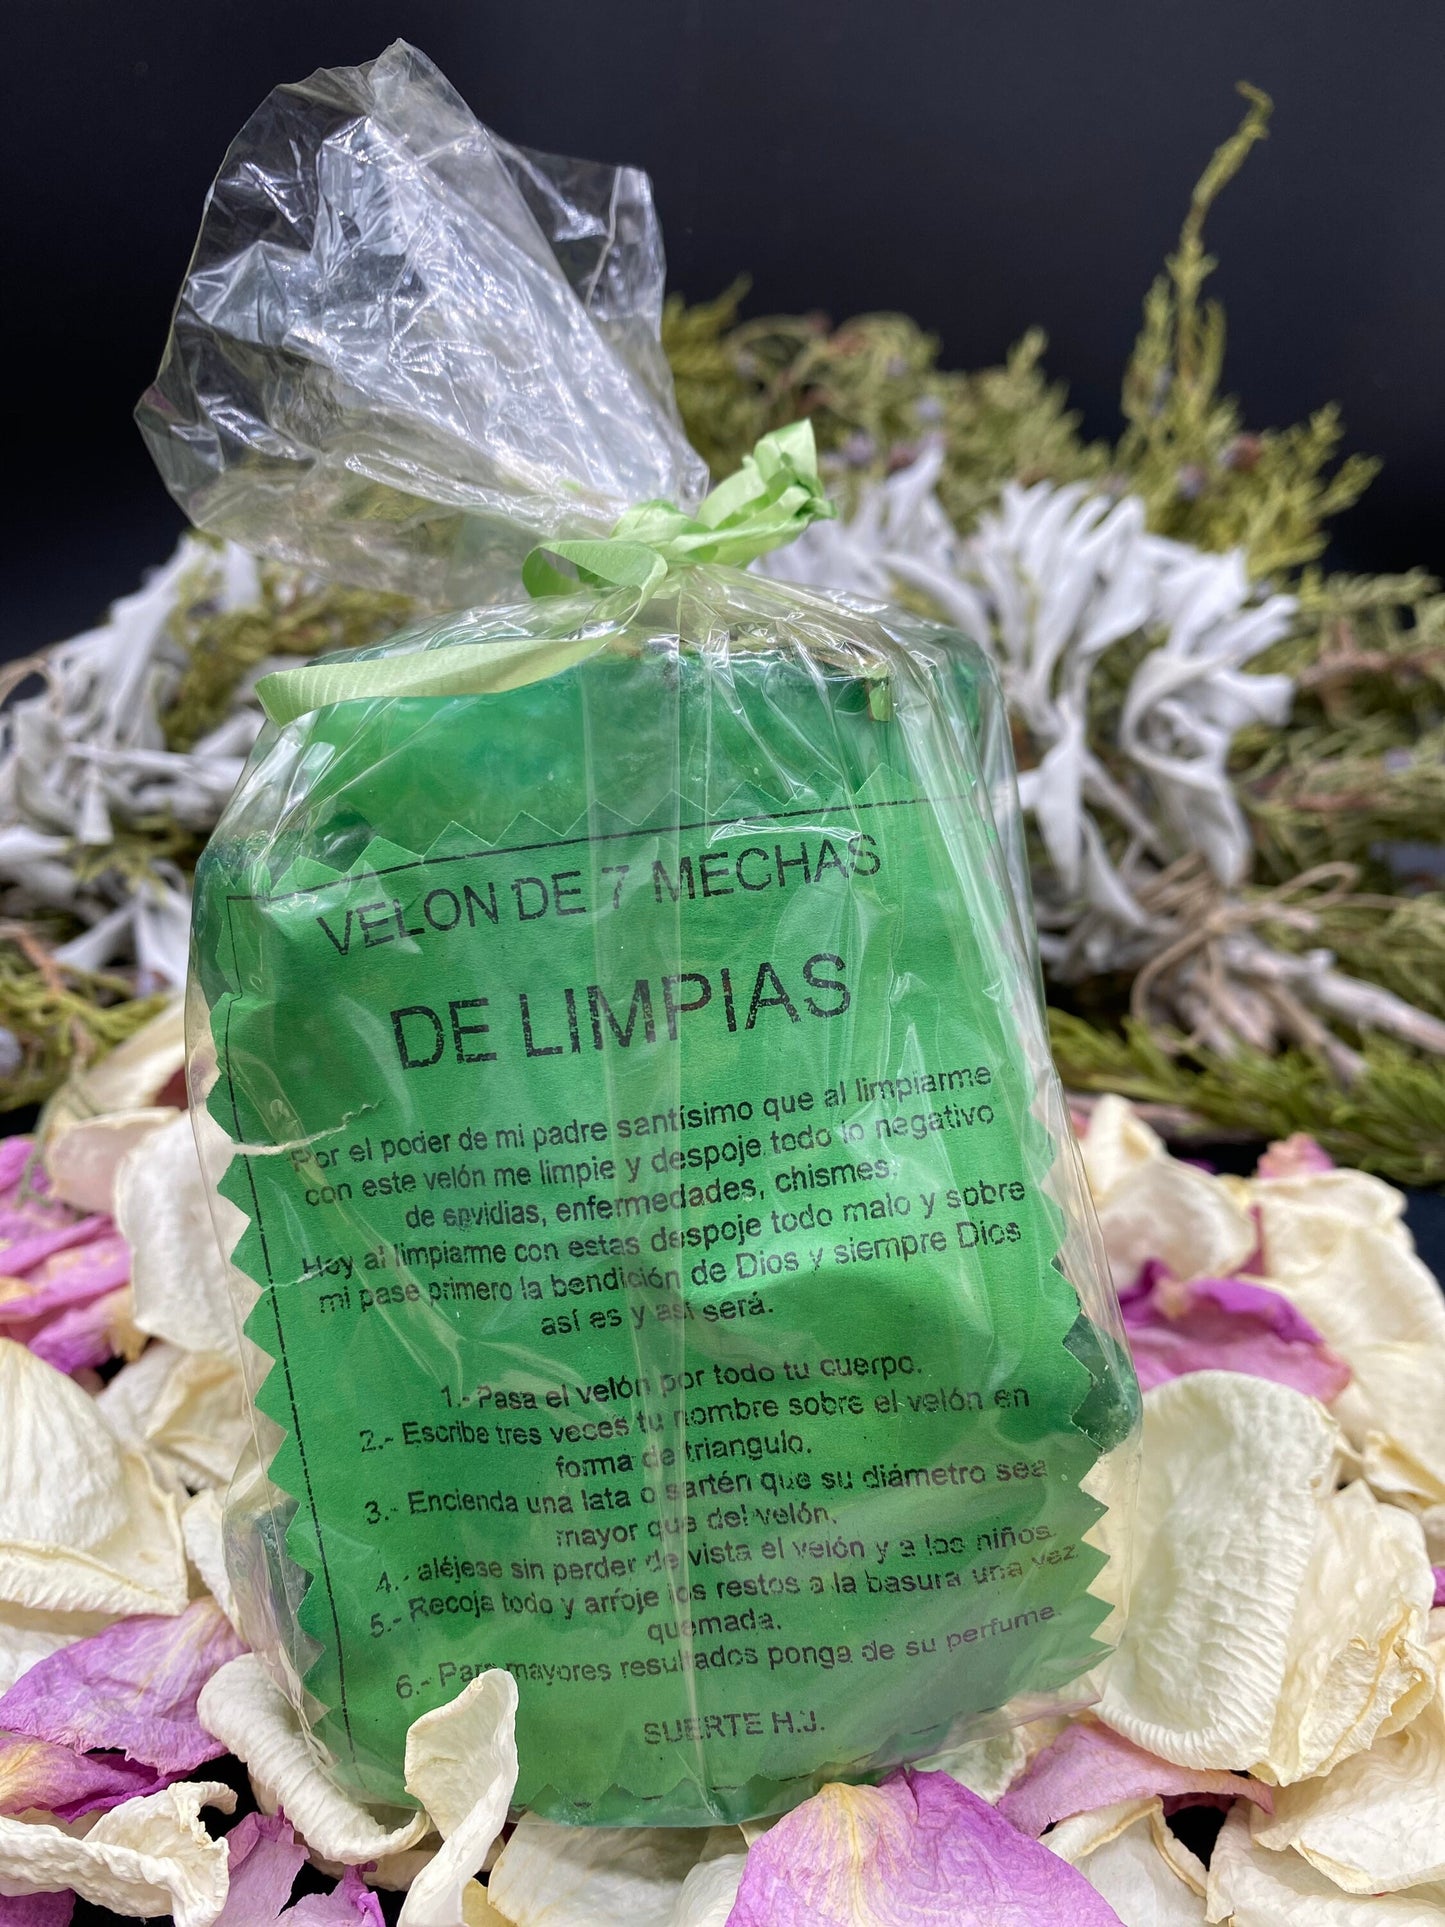 VELON DE 7 MECHAS
DE LIMPIAS
Por el poder de mi padre santísimo que al limpiarme
con este velón me limpie y despoje todo lo negativo
de envidias, enfermedades, chismes,
Hoy al limpiarme con estas despoje todo malo y sobre
mi pase primero la bendición de Dios y siempre Dios
así es y así será.
1.- Pasa el velón por todo tu cuerpo.
2.- Escribe tres veces tu nombre sobre el velón en
forma de triangulo.
3.- Encienda una lata o sartén que su diámetro sea
mayor que del velón.
4.- aléjese sin perder de vista el velón y a los niños.
5.- Recoja todo y arroje los restos a la basura una vez
quemada.
6.- Para mayores resultados ponga de su perfume.
SUERTE H.J.